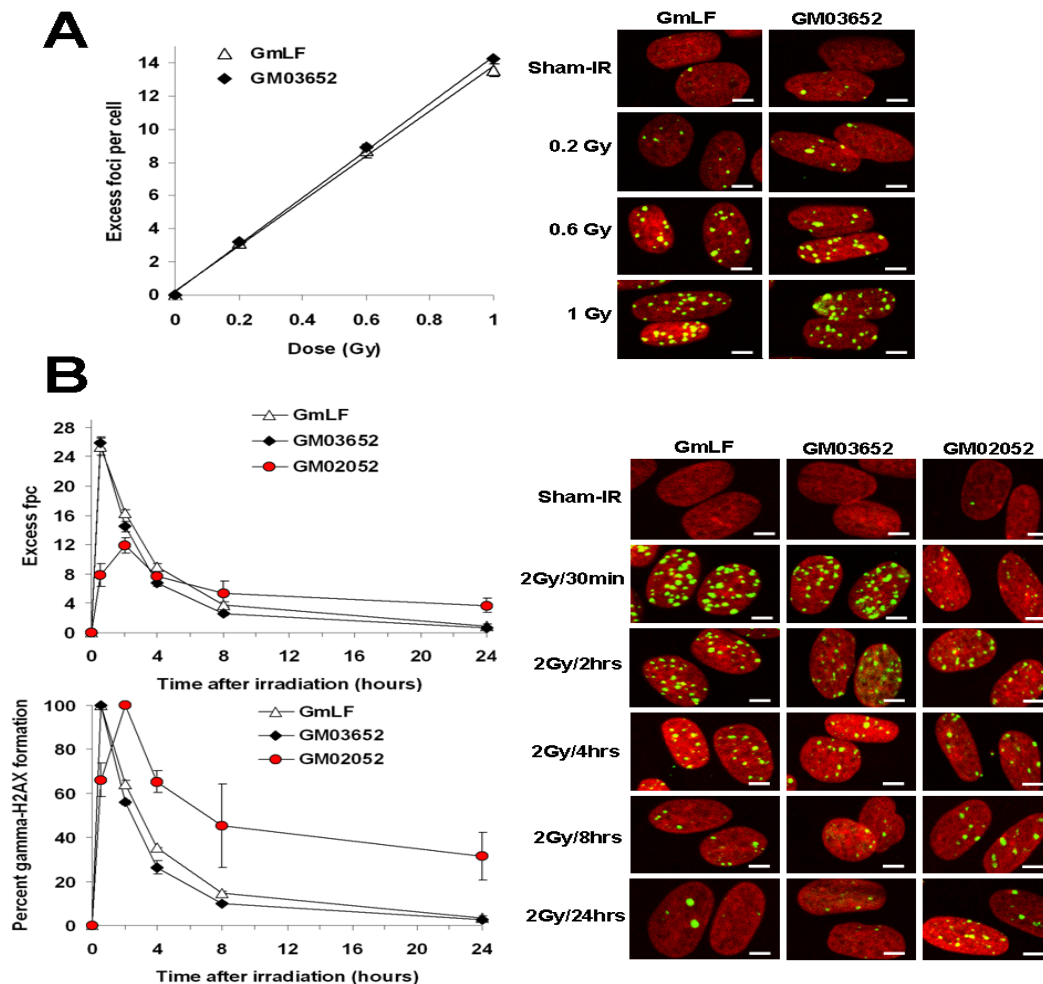 A
GmLF
GM03652
Excess foci per cell
14
12
10
8
6
4
2
0
0 0.2 0.4 0.6 0.8 1
Dose (Gy)
GmLF GM03652
Sham-IR
0.2 Gy
0.6 Gy
1 Gy
B
GmLF
GM03652
GM02052
Excess fpc
28
24
20
16
12
8
4
0
0 4 8 12 16 20 24
Time after irradiation (hours)
GmLF
GM03652
GM02052
Percent gamma-H2AX formation
100
80
60
40
20
0
0 4 8 12 16 20 24
Time after irradiation (hours)
GmLF GM03652 GM02052
Sham-IR
2Gy/30min
2Gy/2hrs
2Gy/4hrs
2Gy/8hrs
2Gy/24hrs